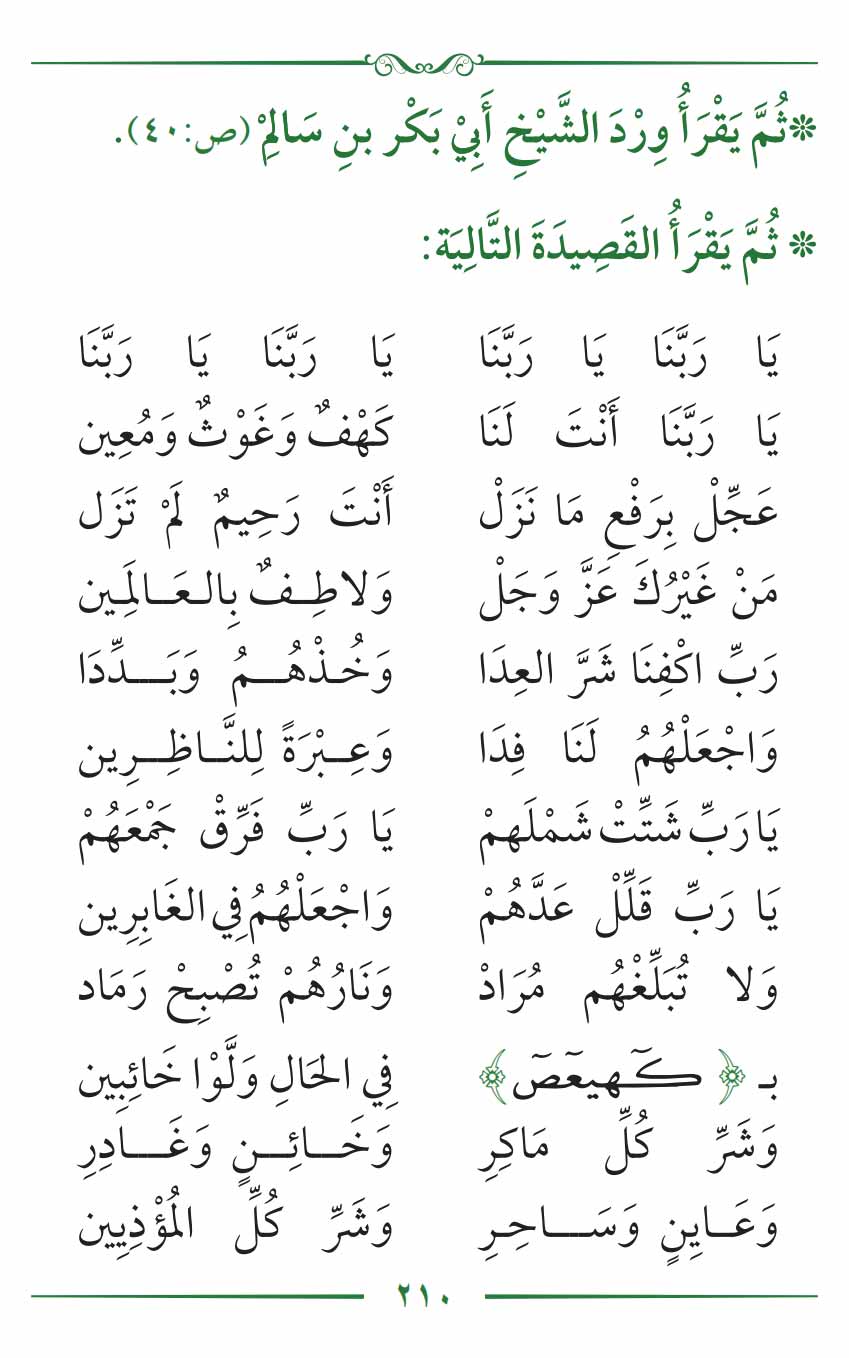 ❊ثُمَّ يَقْرَأُ وِرْدَ الشَّيْخِ أَبِيْ بَكْر بنِ سَالِمْ (ص:٤٠).
❊ ثُمَّ يَقْرَأُ القَصِيدَةَ التَّالِيَة:
يَا رَبَّنَا يَا رَبَّنَا يَا رَبَّنَا يَا رَبَّنَا
يَا رَبَّنَا أَنْتَ لَنَا كَهْفٌ وَغَوْثٌ وَمُعِين
عَجِّلْ بِرَفْعِ مَا نَزَلْ أَنْتَ رَحِيمٌ لَمْ تَزَل
مَنْ غَيْرُكَ عَزَّ وَجَلْ وَلاطِفٌ بِالعَالَمِين
رَبِّ اكْفِنَا شَرَّ العِدَا وَخُذْهُمُ وَبَدِّدَا
وَاجْعَلْهُمُ لَنَا فِدَا وَعِبْرَةً لِلنَّاظِرِين
يَا رَبِّ شَتِّتْ شَمْلَهمْ يَا رَبِّ فَرِّقْ جَمْعَهُمْ
يَا رَبِّ قَلِّلْ عَدَّهُمْ وَاجْعَلْهُمُ فِي الغَابِرِين
وَلا تُبَلِّغْهُم مُرَادْ وَنَارُهُمْ تُصْبِحْ رَمَاد
بـ ﴿ كٓهيعٓصٓ ﴾ فِي الحَالِ وَلَّوْا خَائِبِين
وَشَرِّ كُلِّ مَاكِرِ وَخَائِنٍ وَغَادِرِ
وَعَايِنٍ وَسَاحِرِ وَشَرِّ كُلِّ المُؤْذِيِين
٢١٠